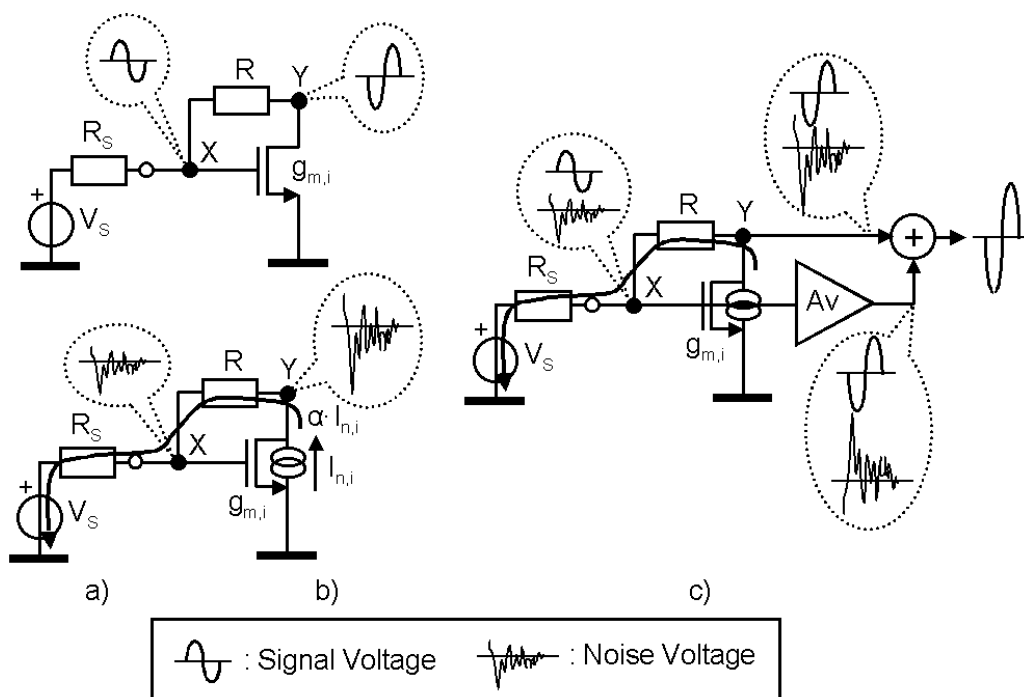 R
Y
R_S
X
g_m,i
+
V_S
R
Y
R_S
X
α·I_n,i
I_n,i
g_m,i
+
V_S
a)
b)
R
Y
R_S
X
Av
g_m,i
+
V_S
+
c)
: Signal Voltage
: Noise Voltage